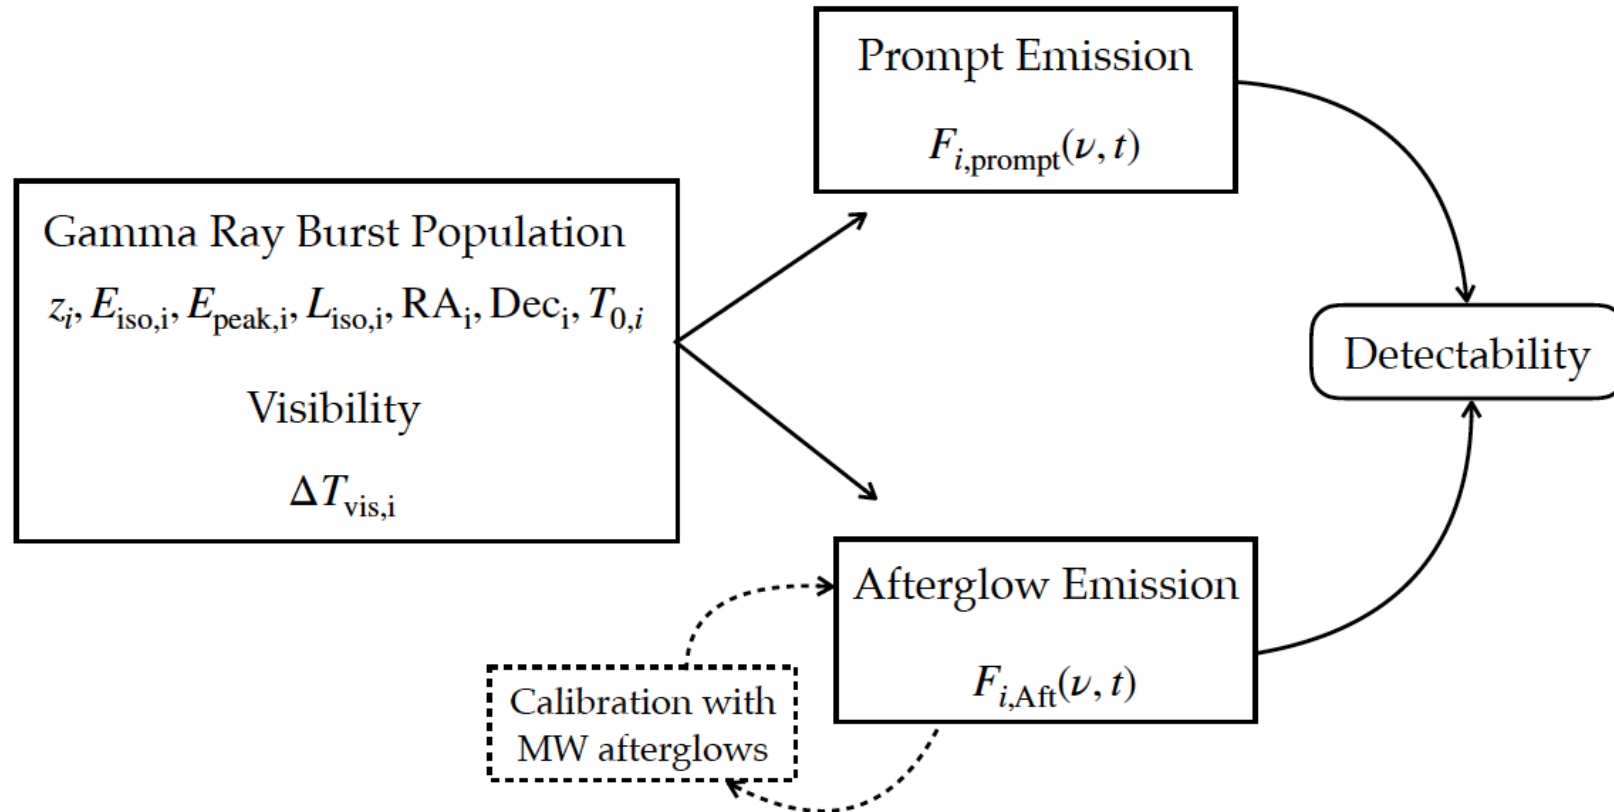 Gamma Ray Burst Population
z_i, E_iso,i, E_peak,i, L_iso,i, RA_i, Dec_i, T_0,i
Visibility
ΔT_vis,i
Prompt Emission
F_i,prompt(ν, t)
Afterglow Emission
F_i,Aft(ν, t)
Calibration with
MW afterglows
Detectability